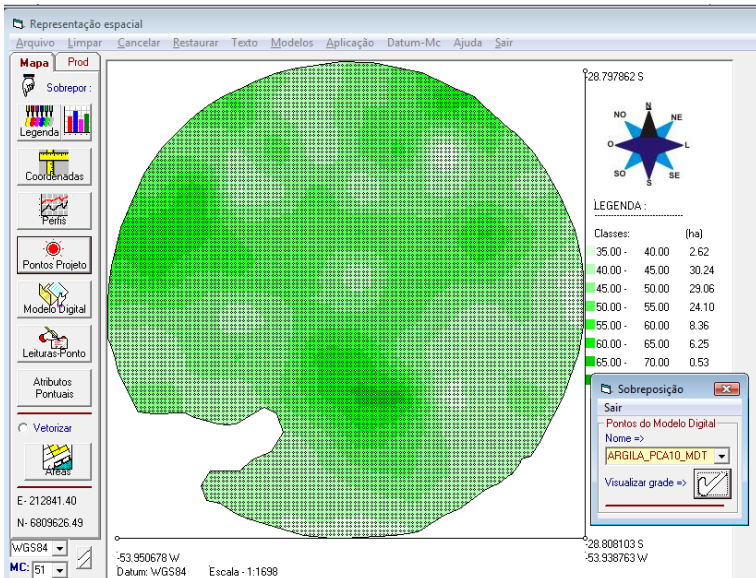 Representação espacial
Arquivo Limpar Cancelar Restaurar Texto Modelos Aplicação Datum-Mc Ajuda Sair
Mapa Prod
Sobrepor :
Legenda
Coordenadas
Pérfis
Pontos Projeto
Modelo Digital
Leituras-Ponto
Atributos
Pontuais
Vetorizar
Áreas
E- 212841.40
N- 6809626.49
WGS84
MC: 51
-28.797862 S
N
NO NE
O L
SO SE
S
LEGENDA :
Classes: (ha)
35.00 - 40.00 2.62
40.00 - 45.00 30.24
45.00 - 50.00 29.06
50.00 - 55.00 24.10
55.00 - 60.00 8.36
60.00 - 65.00 6.25
65.00 - 70.00 0.53
Sobreposição
Sair
Pontos do Modelo Digital
Nome =>
ARGILA_PCA10_MDT
Visualizar grade =>
-28.808103 S
-53.950678 W -53.938763 W
Datum: WGS84 Escala - 1:1698